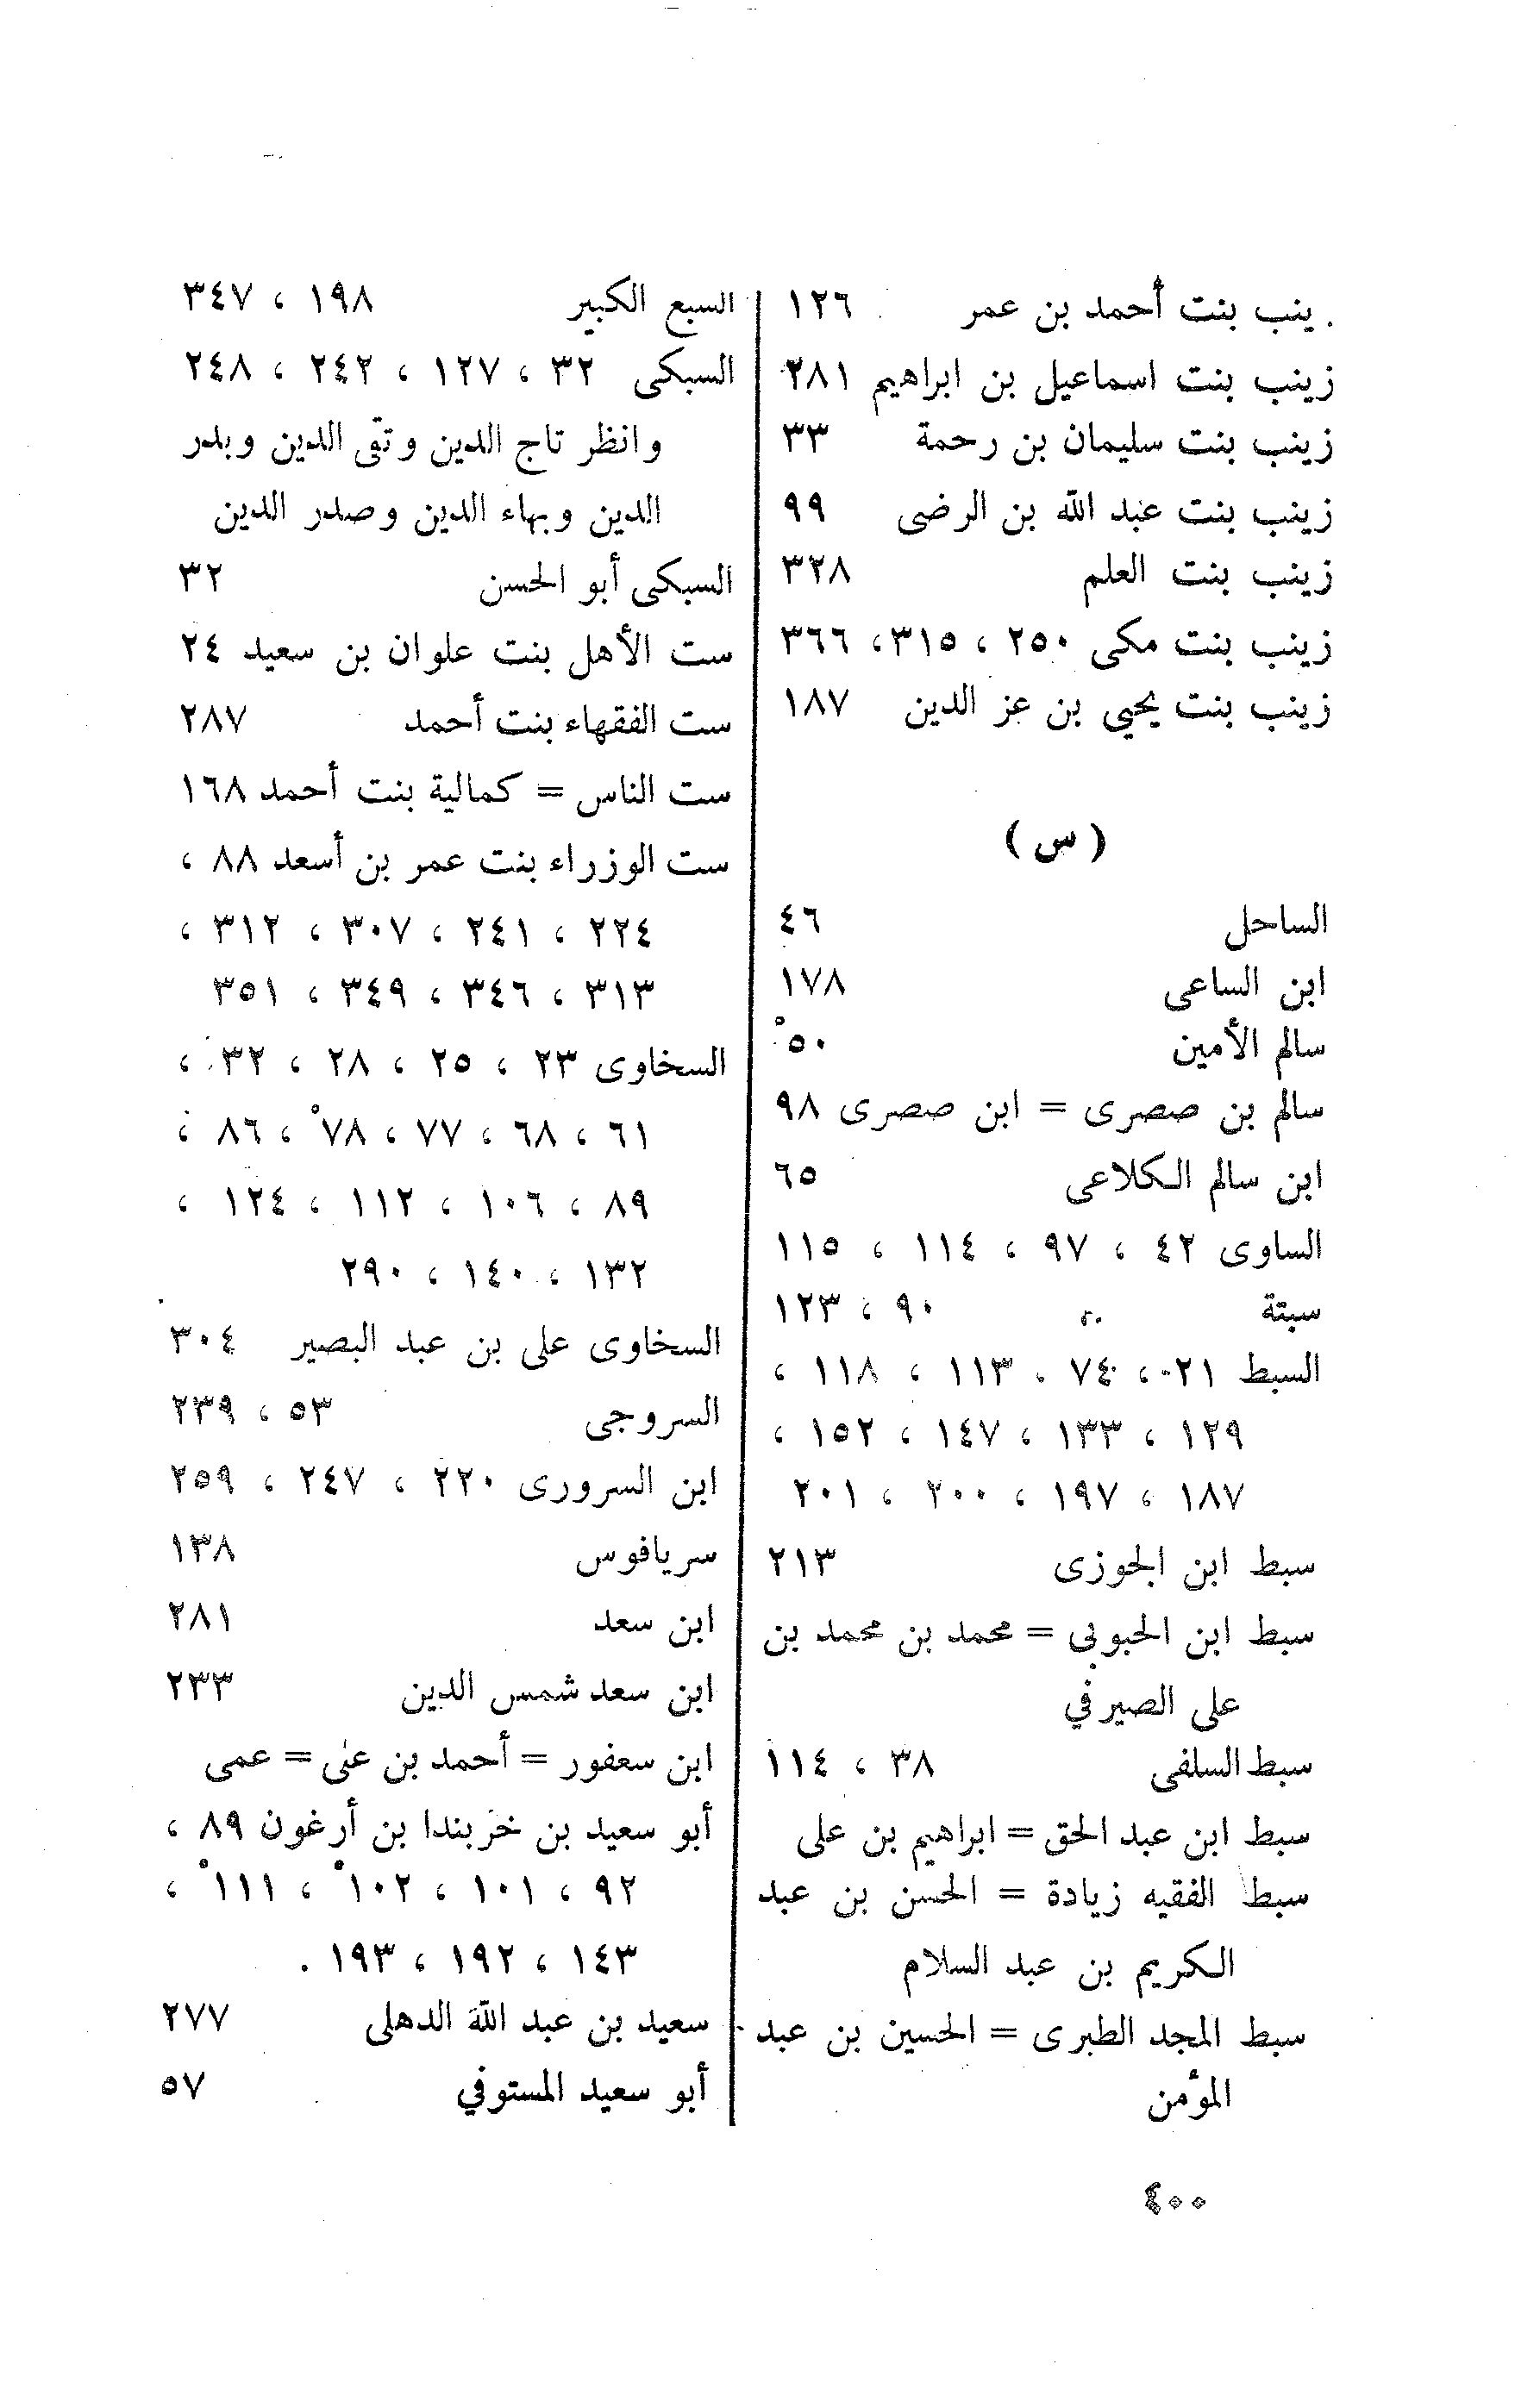 زينب بنت أحمد بن عمر ١٢٦
زينب بنت اسماعيل بن ابراهيم ٢٨١
زينب بنت سليمان بن رحمة ٣٣
زينب بنت عبد الله بن الرضى ٩٩
زينب بنت العلم ٣٢٨
زينب بنت مكى ٢٥٠ ، ٣١٥، ٣٦٦
زينب بنت يحيى بن عز الدين ١٨٧
( س )
الساحل ٤٦
ابن الساعى ١٧٨
سالم الأمين ٥٠ْ
سالم بن صصرى = ابن صصرى ٩٨
ابن سالم الكلاعى ٦٥
الساوى ٤٢ ، ٩٧ ، ١١٤ ، ١١٥
سبتة ٩٠ ، ١٢٣
السبط ٢١ ، ٧٤ ، ١١٣ ، ١١٨ ،
١٢٩ ، ١٣٣ ، ١٤٧ ، ١٥٢ ،
١٨٧ ، ١٩٧ ، ٢٠٠ ، ٢٠١
سبط ابن الجوزى ٢١٣
سبط ابن الحبوبى = محمد بن محمد بن
على الصيرفي
سبط السلفى ٣٨ ، ١١٤
سبط ابن عبد الحق = ابراهيم بن على
سبط الفقيه زيادة = الحسن بن عبد
الكريم بن عبد السلام
سبط المجد الطبرى = الحسين بن عبد
المؤمن
السبع الكبير ١٩٨ ، ٣٤٧
السبكى ٣٢ ، ١٢٧ ، ٢٤٢ ، ٢٤٨
وانظر تاج الدين وتقى الدين وبدر
الدين وبهاء الدين وصدر الدين
السبكى أبو الحسن ٣٢
ست الأهل بنت علوان بن سعيد ٢٤
ست الفقهاء بنت أحمد ٢٨٧
ست الناس = كمالية بنت أحمد ١٦٨
ست الوزراء بنت عمر بن أسعد ٨٨ ،
٢٢٤ ، ٢٤١ ، ٣٠٧ ، ٣١٢ ،
٣١٣ ، ٣٤٦ ، ٣٤٩ ، ٣٥١
السخاوى ٢٣ ، ٢٥ ، ٢٨ ، ٣٢ ،
٦١ ، ٦٨ ، ٧٧ ، ٧٨ْ ، ٨٦ ،
٨٩ ، ١٠٦ ، ١١٢ ، ١٢٤ ،
١٣٢ ، ١٤٠ ، ٢٩٠
السخاوى على بن عبد البصير ٣٠٤
السروجى ٥٣ ، ٢٣٩
ابن السرورى ٢٢٠ ، ٢٤٧ ، ٢٥٩
سرياقوس ١٣٨
ابن سعد ٢٨١
ابن سعد شمس الدين ٢٣٣
ابن سعفور = أحمد بن على = عمى
أبو سعيد بن خربندا بن أرغون ٨٩ ،
٩٢ ، ١٠١ ، ١٠٢ْ ، ١١١ْ ،
١٤٣ ، ١٩٢ ، ١٩٣ .
سعيد بن عبد الله الدهلى ٢٧٧
أبو سعيد المستوفي ٥٧
٤٠٠